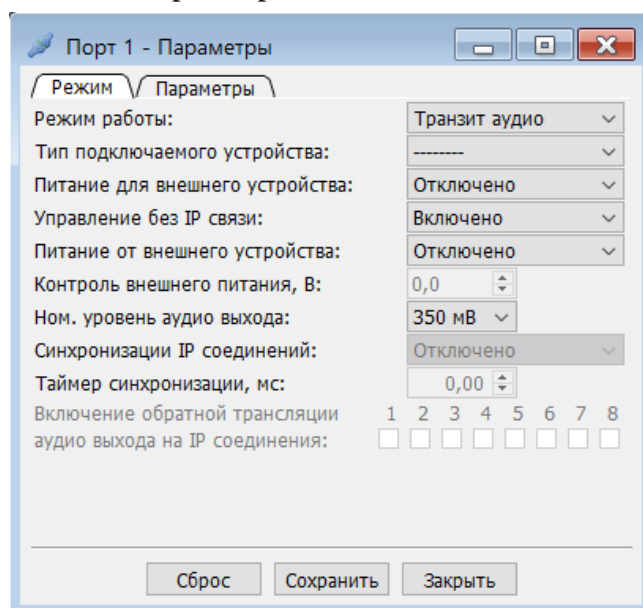 Порт 1 - Параметры
Режим Параметры
Режим работы: Транзит аудио
Тип подключаемого устройства: --------
Питание для внешнего устройства: Отключено
Управление без IP связи: Включено
Питание от внешнего устройства: Отключено
Контроль внешнего питания, В: 0,0
Ном. уровень аудио выхода: 350 мВ
Синхронизации IP соединений: Отключено
Таймер синхронизации, мс: 0,00
Включение обратной трансляции 1 2 3 4 5 6 7 8
аудио выхода на IP соединения:
Сброс Сохранить Закрыть